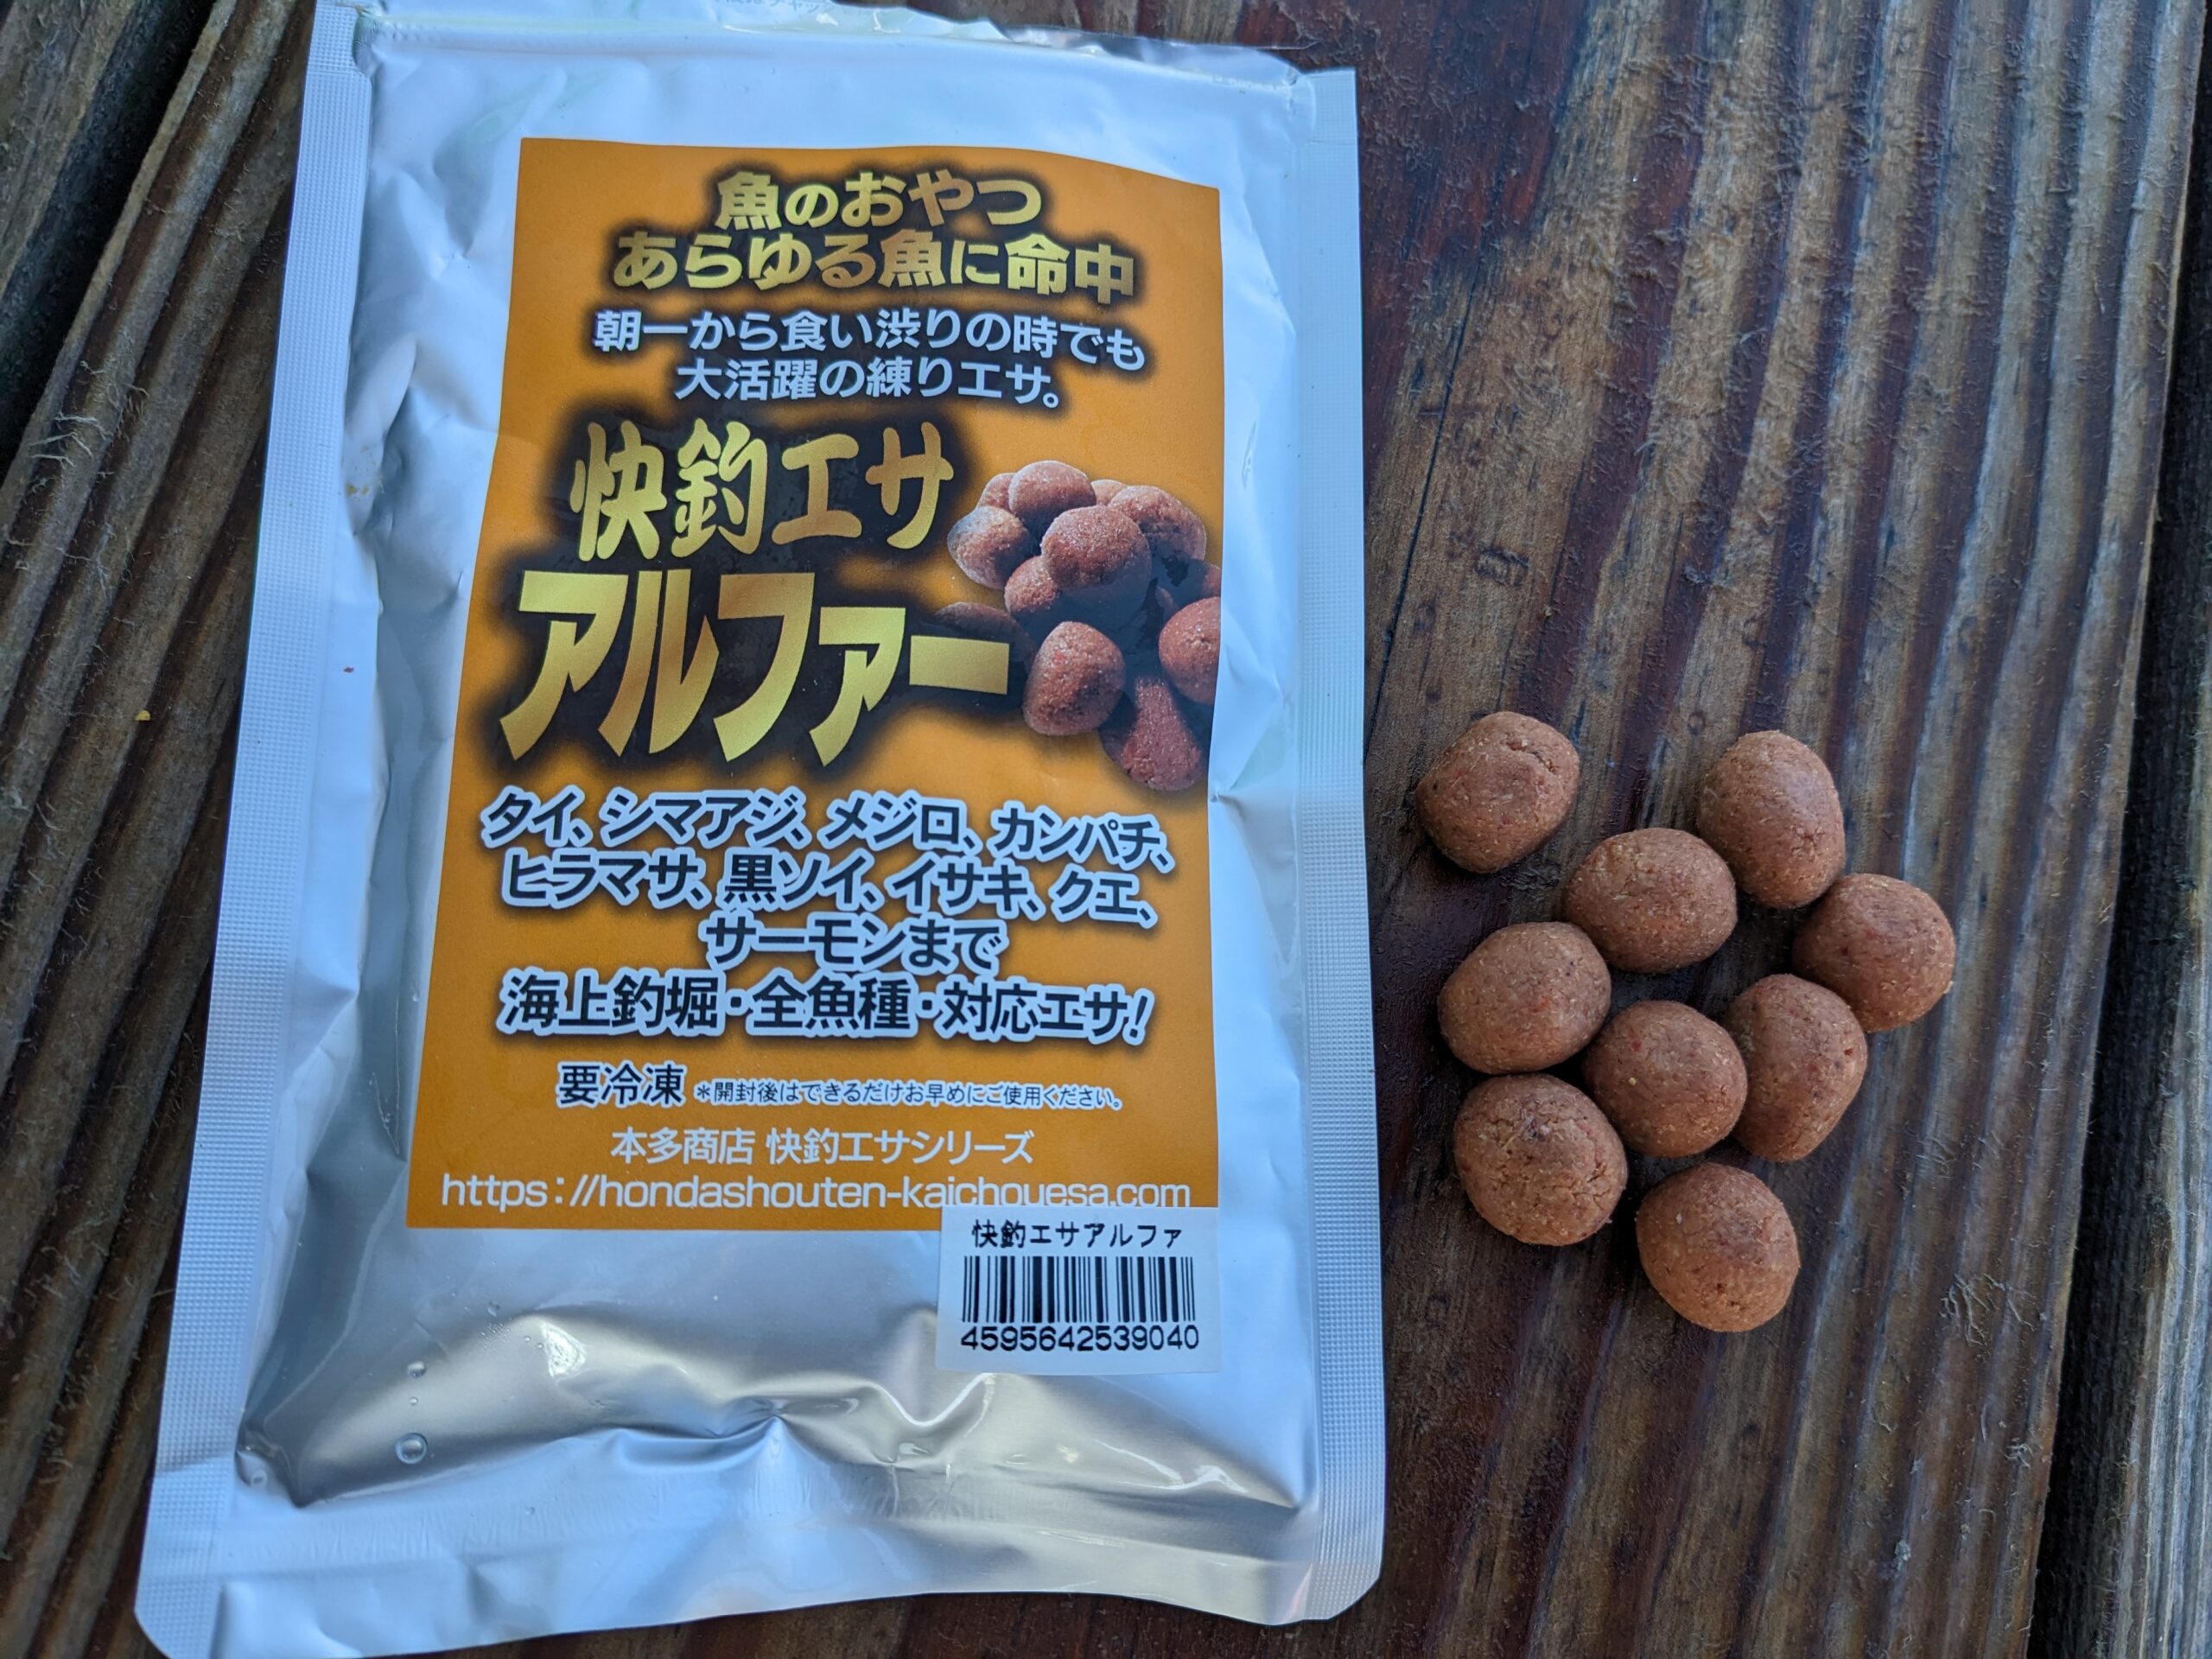 魚のおやつ
あらゆる魚に命中
朝一から食い渋りの時でも
大活躍の練りエサ。
快釣エサ
アルファー
タイ、シマアジ、メジロ、カンパチ、
ヒラマサ、黒ソイ、イサキ、クエ、
サーモンまで
海上釣堀・全魚種・対応エサ!
要冷凍 *開封後はできるだけお早めにご使用ください。
本多商店 快釣エサシリーズ
https://hondashouten-kaichouesa.com
快釣エサアルファ
4595642539040